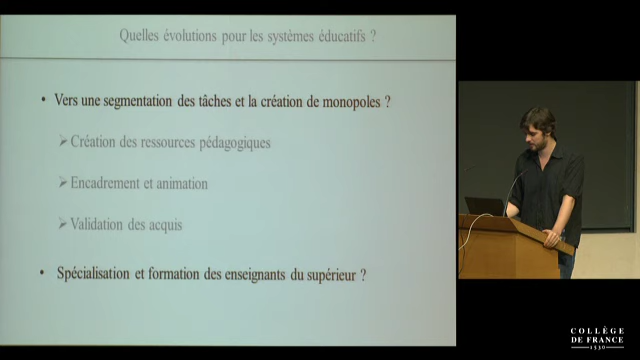 Quelles évolutions pour les systèmes éducatifs ?
• Vers une segmentation des tâches et la création de monopoles ?
➢ Création des ressources pédagogiques
➢ Encadrement et animation
➢ Validation des acquis
• Spécialisation et formation des enseignants du supérieur ?
COLLÉGE
DE FRANCE
1530